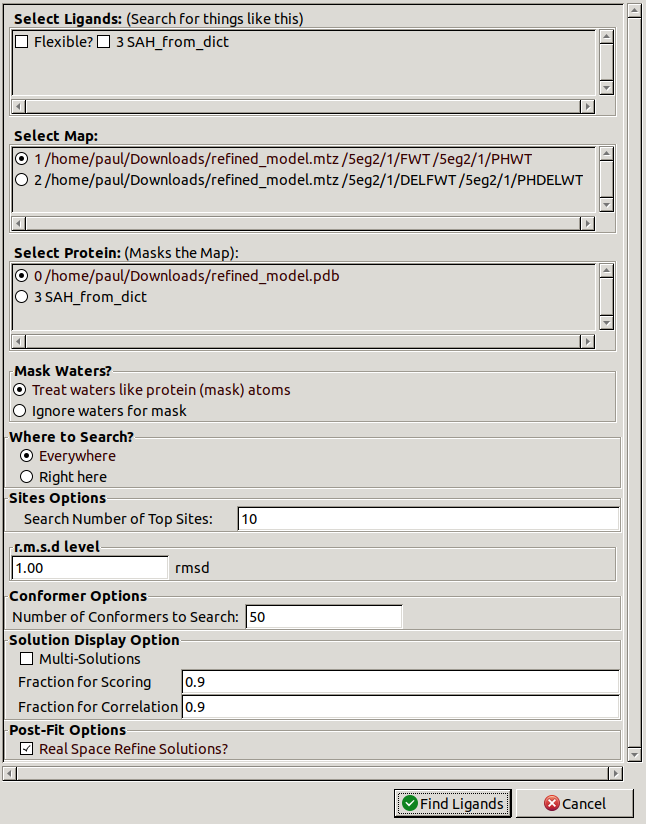 Select Ligands: (Search for things like this)
Flexible? 3 SAH_from_dict
Select Map:
1 /home/paul/Downloads/refined_model.mtz /5eg2/1/FWT /5eg2/1/PHWT
2 /home/paul/Downloads/refined_model.mtz /5eg2/1/DELFWT /5eg2/1/PHDELWT
Select Protein: (Masks the Map):
0 /home/paul/Downloads/refined_model.pdb
3 SAH_from_dict
Mask Waters?
Treat waters like protein (mask) atoms
Ignore waters for mask
Where to Search?
Everywhere
Right here
Sites Options
Search Number of Top Sites: 10
r.m.s.d level
1.00 rmsd
Conformer Options
Number of Conformers to Search: 50
Solution Display Option
Multi-Solutions
Fraction for Scoring 0.9
Fraction for Correlation 0.9
Post-Fit Options
Real Space Refine Solutions?
Find Ligands Cancel